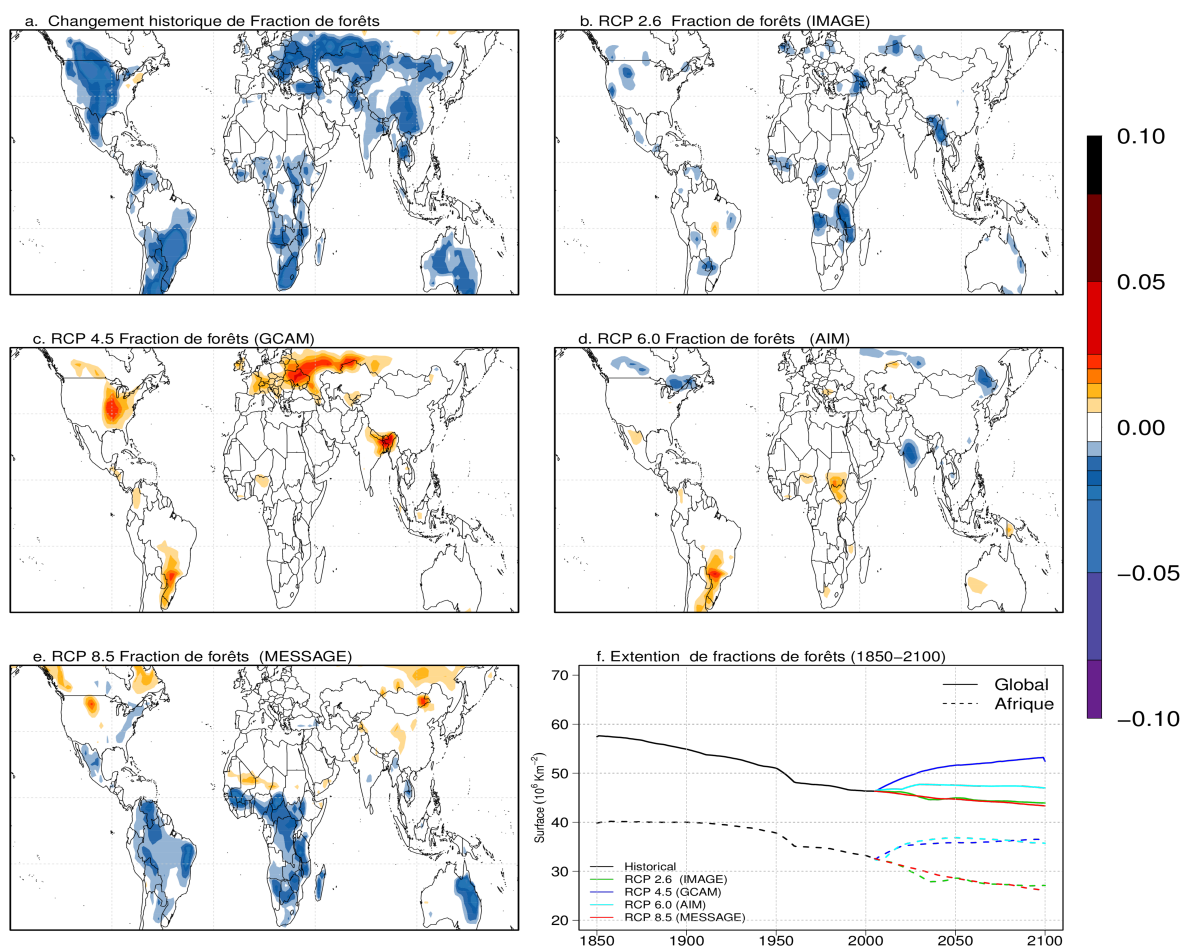 a. Changement historique de Fraction de forêts
b. RCP 2.6 Fraction de forêts (IMAGE)
c. RCP 4.5 Fraction de forêts (GCAM)
d. RCP 6.0 Fraction de forêts (AIM)
e. RCP 8.5 Fraction de forêts (MESSAGE)
f. Extention de fractions de forêts (1850−2100)
0.10
0.05
0.00
−0.05
−0.10
Global
Afrique
Surface (10⁶ Km⁻²)
70
60
50
40
30
20
Historical
RCP 2.6 (IMAGE)
RCP 4.5 (GCAM)
RCP 6.0 (AIM)
RCP 8.5 (MESSAGE)
1850 1900 1950 2000 2050 2100